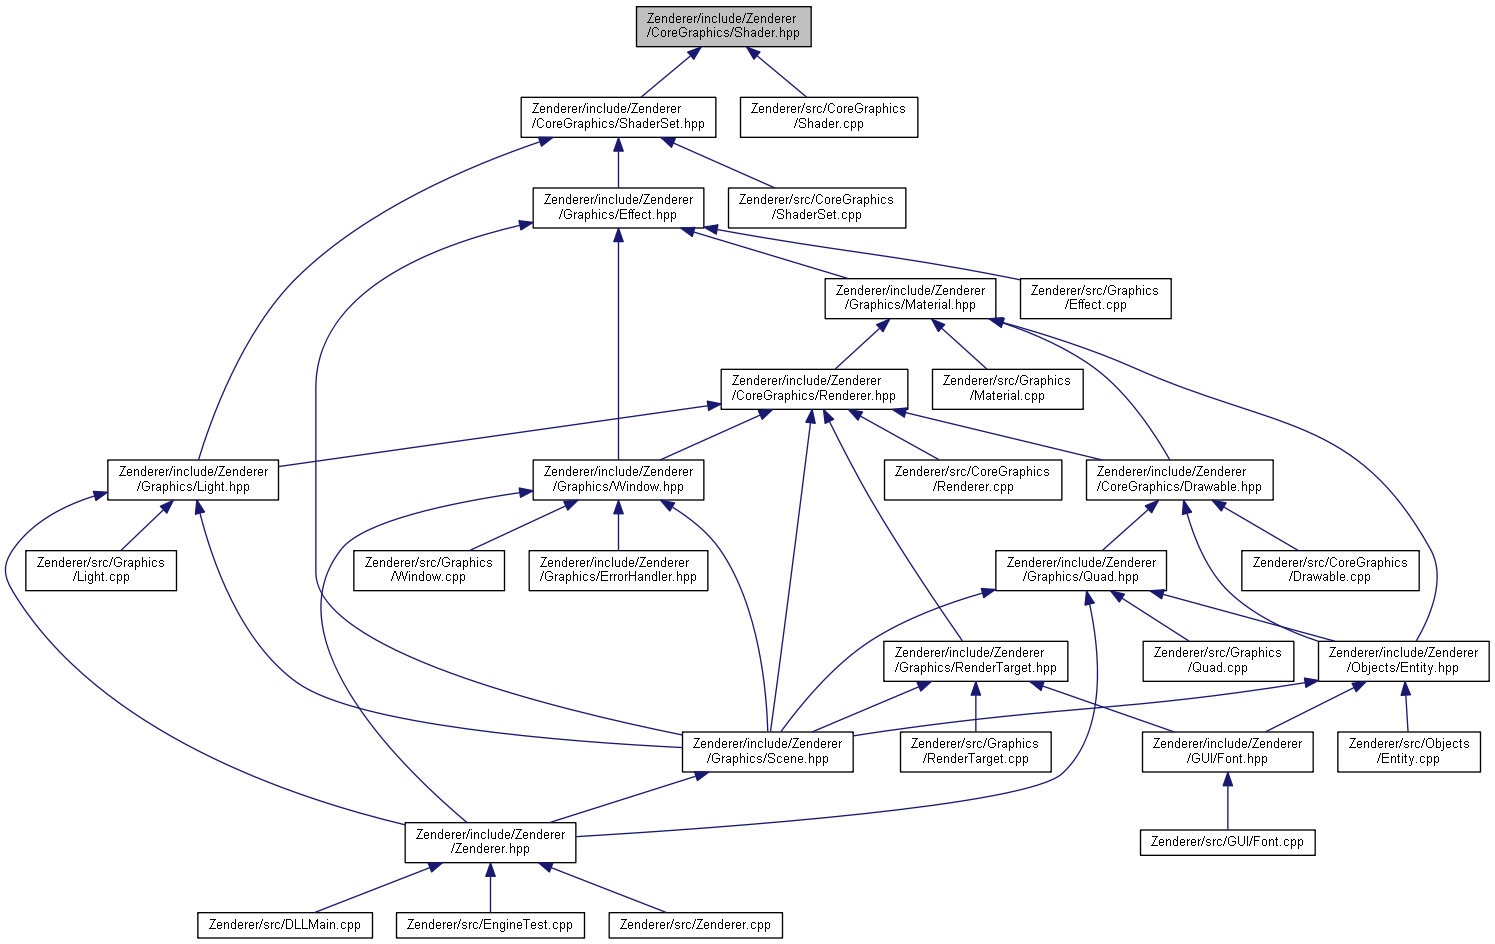 Zenderer/include/Zenderer
/CoreGraphics/Shader.hpp
Zenderer/include/Zenderer
/CoreGraphics/ShaderSet.hpp
Zenderer/src/CoreGraphics
/Shader.cpp
Zenderer/include/Zenderer
/Graphics/Effect.hpp
Zenderer/src/CoreGraphics
/ShaderSet.cpp
Zenderer/include/Zenderer
/Graphics/Material.hpp
Zenderer/src/Graphics
/Effect.cpp
Zenderer/include/Zenderer
/CoreGraphics/Renderer.hpp
Zenderer/src/Graphics
/Material.cpp
Zenderer/include/Zenderer
/Graphics/Light.hpp
Zenderer/include/Zenderer
/Graphics/Window.hpp
Zenderer/src/CoreGraphics
/Renderer.cpp
Zenderer/include/Zenderer
/CoreGraphics/Drawable.hpp
Zenderer/src/Graphics
/Light.cpp
Zenderer/src/Graphics
/Window.cpp
Zenderer/include/Zenderer
/Graphics/ErrorHandler.hpp
Zenderer/include/Zenderer
/Graphics/Quad.hpp
Zenderer/src/CoreGraphics
/Drawable.cpp
Zenderer/include/Zenderer
/Graphics/RenderTarget.hpp
Zenderer/src/Graphics
/Quad.cpp
Zenderer/include/Zenderer
/Objects/Entity.hpp
Zenderer/include/Zenderer
/Graphics/Scene.hpp
Zenderer/src/Graphics
/RenderTarget.cpp
Zenderer/include/Zenderer
/GUI/Font.hpp
Zenderer/src/Objects
/Entity.cpp
Zenderer/include/Zenderer
/Zenderer.hpp
Zenderer/src/GUI/Font.cpp
Zenderer/src/DLLMain.cpp
Zenderer/src/EngineTest.cpp
Zenderer/src/Zenderer.cpp